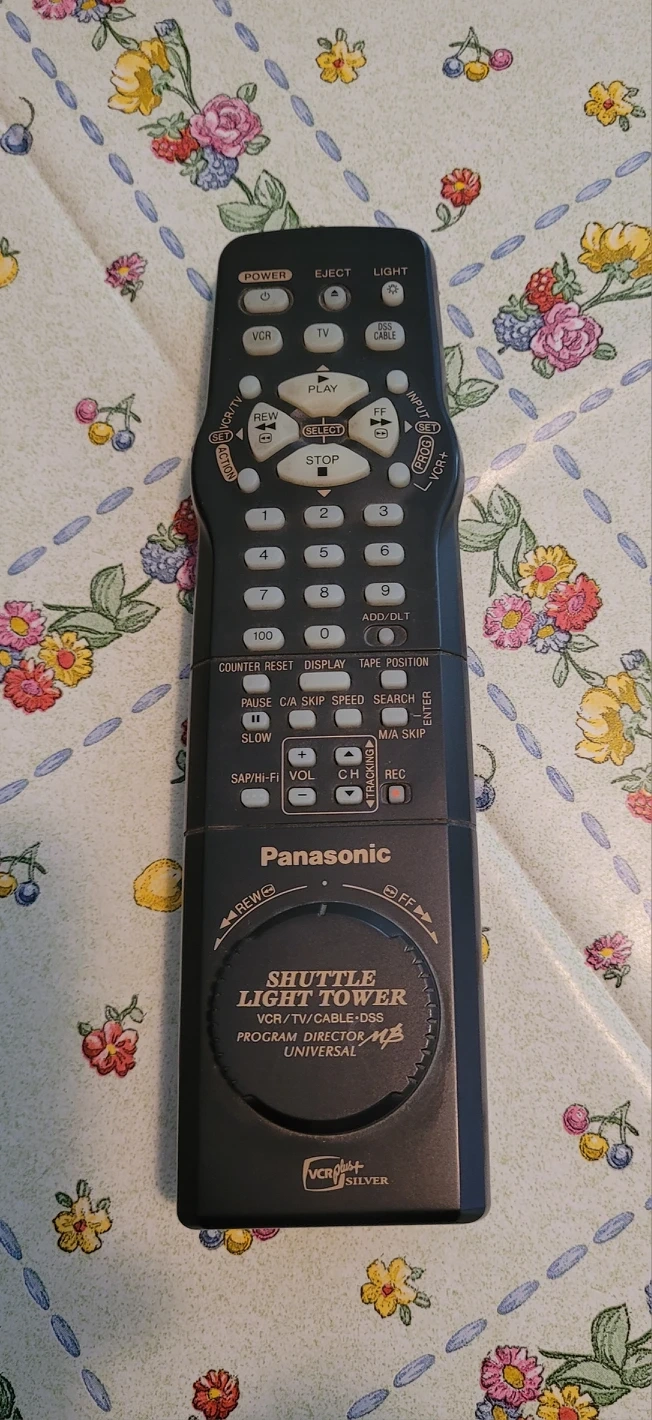 POWER EJECT LIGHT
VCR TV DSS CABLE
PLAY
VCR/TV INPUT
REW FF
SET SELECT SET
ACTION PROG
VCR+
STOP
1 2 3
4 5 6
7 8 9
ADD/DLT
100 0
COUNTER RESET DISPLAY TAPE POSITION
PAUSE C/A SKIP SPEED SEARCH
ENTER
SLOW M/A SKIP
+
SAP/Hi-Fi VOL CH TRACKING REC
−
Panasonic
REW FF
SHUTTLE
LIGHT TOWER
VCR/TV/CABLE•DSS
PROGRAM DIRECTOR
UNIVERSAL
VCR Plus+
SILVER